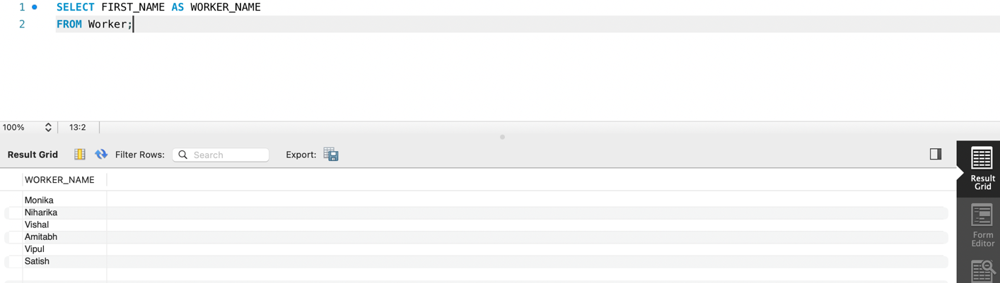 1 SELECT FIRST_NAME AS WORKER_NAME
2 FROM Worker;
100% 13:2
Result Grid Filter Rows: Search Export:
WORKER_NAME
Monika
Niharika
Vishal
Amitabh
Vipul
Satish
Result
Grid
Form
Editor